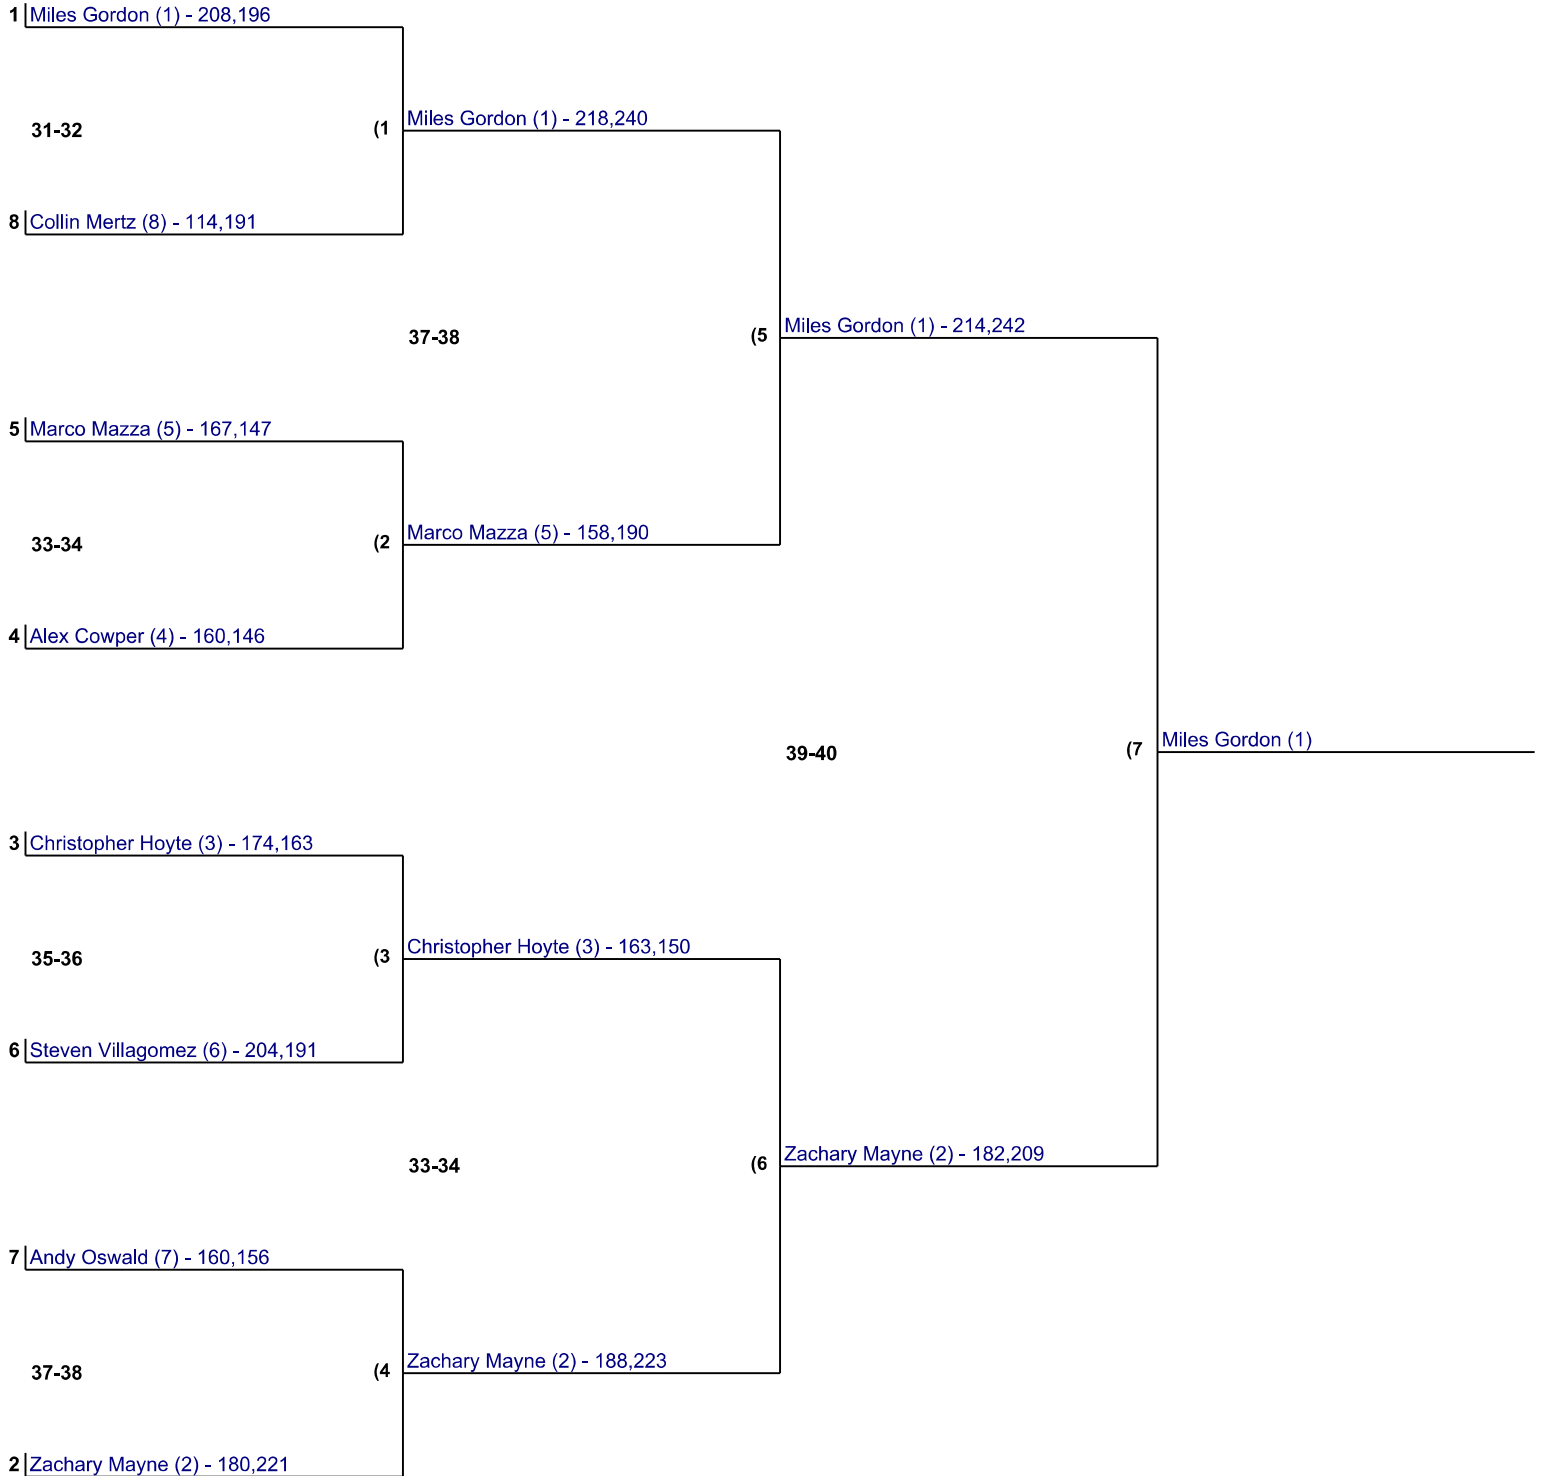 1 Miles Gordon (1) - 208,196
Miles Gordon (1) - 218,240
31-32 (1
8 Collin Mertz (8) - 114,191
Miles Gordon (1) - 214,242
37-38 (5
5 Marco Mazza (5) - 167,147
Marco Mazza (5) - 158,190
33-34 (2
4 Alex Cowper (4) - 160,146
Miles Gordon (1)
39-40 (7
3 Christopher Hoyte (3) - 174,163
Christopher Hoyte (3) - 163,150
35-36 (3
6 Steven Villagomez (6) - 204,191
Zachary Mayne (2) - 182,209
33-34 (6
7 Andy Oswald (7) - 160,156
Zachary Mayne (2) - 188,223
37-38 (4
2 Zachary Mayne (2) - 180,221